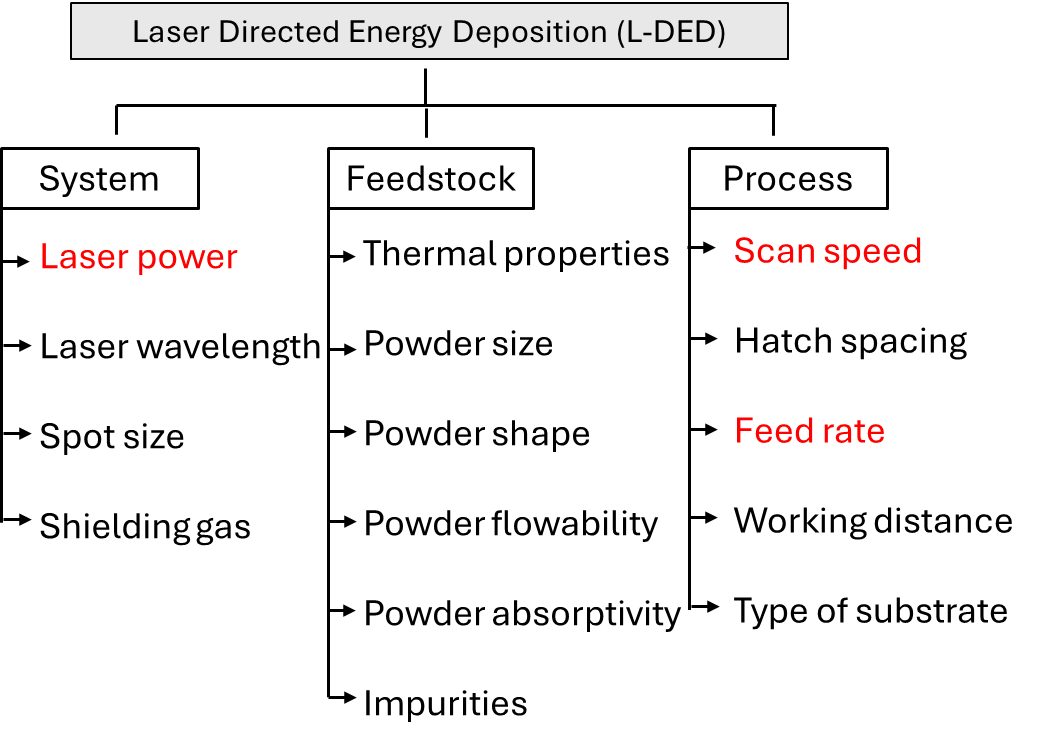 Laser Directed Energy Deposition (L-DED)
System
Laser power
Laser wavelength
Spot size
Shielding gas
Feedstock
Thermal properties
Powder size
Powder shape
Powder flowability
Powder absorptivity
Impurities
Process
Scan speed
Hatch spacing
Feed rate
Working distance
Type of substrate